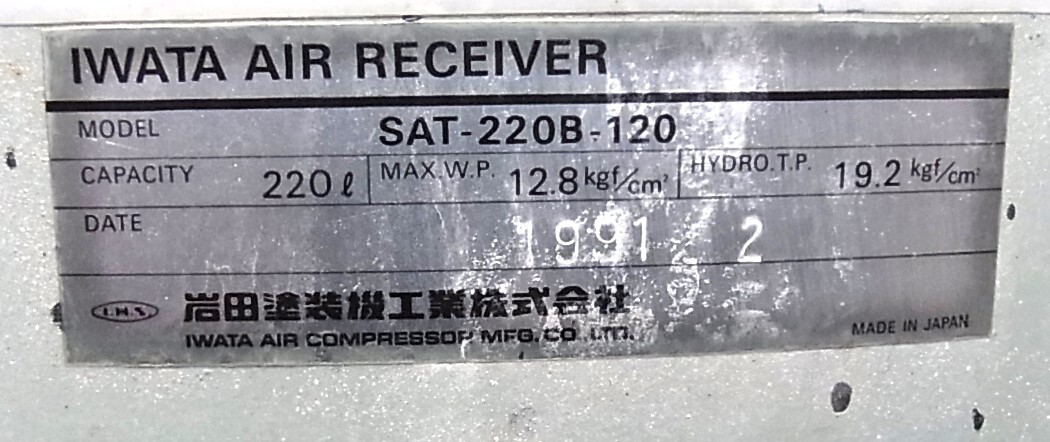 IWATA AIR RECEIVER
MODEL SAT-220B-120
CAPACITY 220ℓ MAX.W.P. 12.8 kgf/cm² HYDRO.T.P. 19.2 kgf/cm²
DATE 1991 2
岩田塗装機工業株式会社
IWATA AIR COMPRESSOR MFG.CO.,LTD.
MADE IN JAPAN